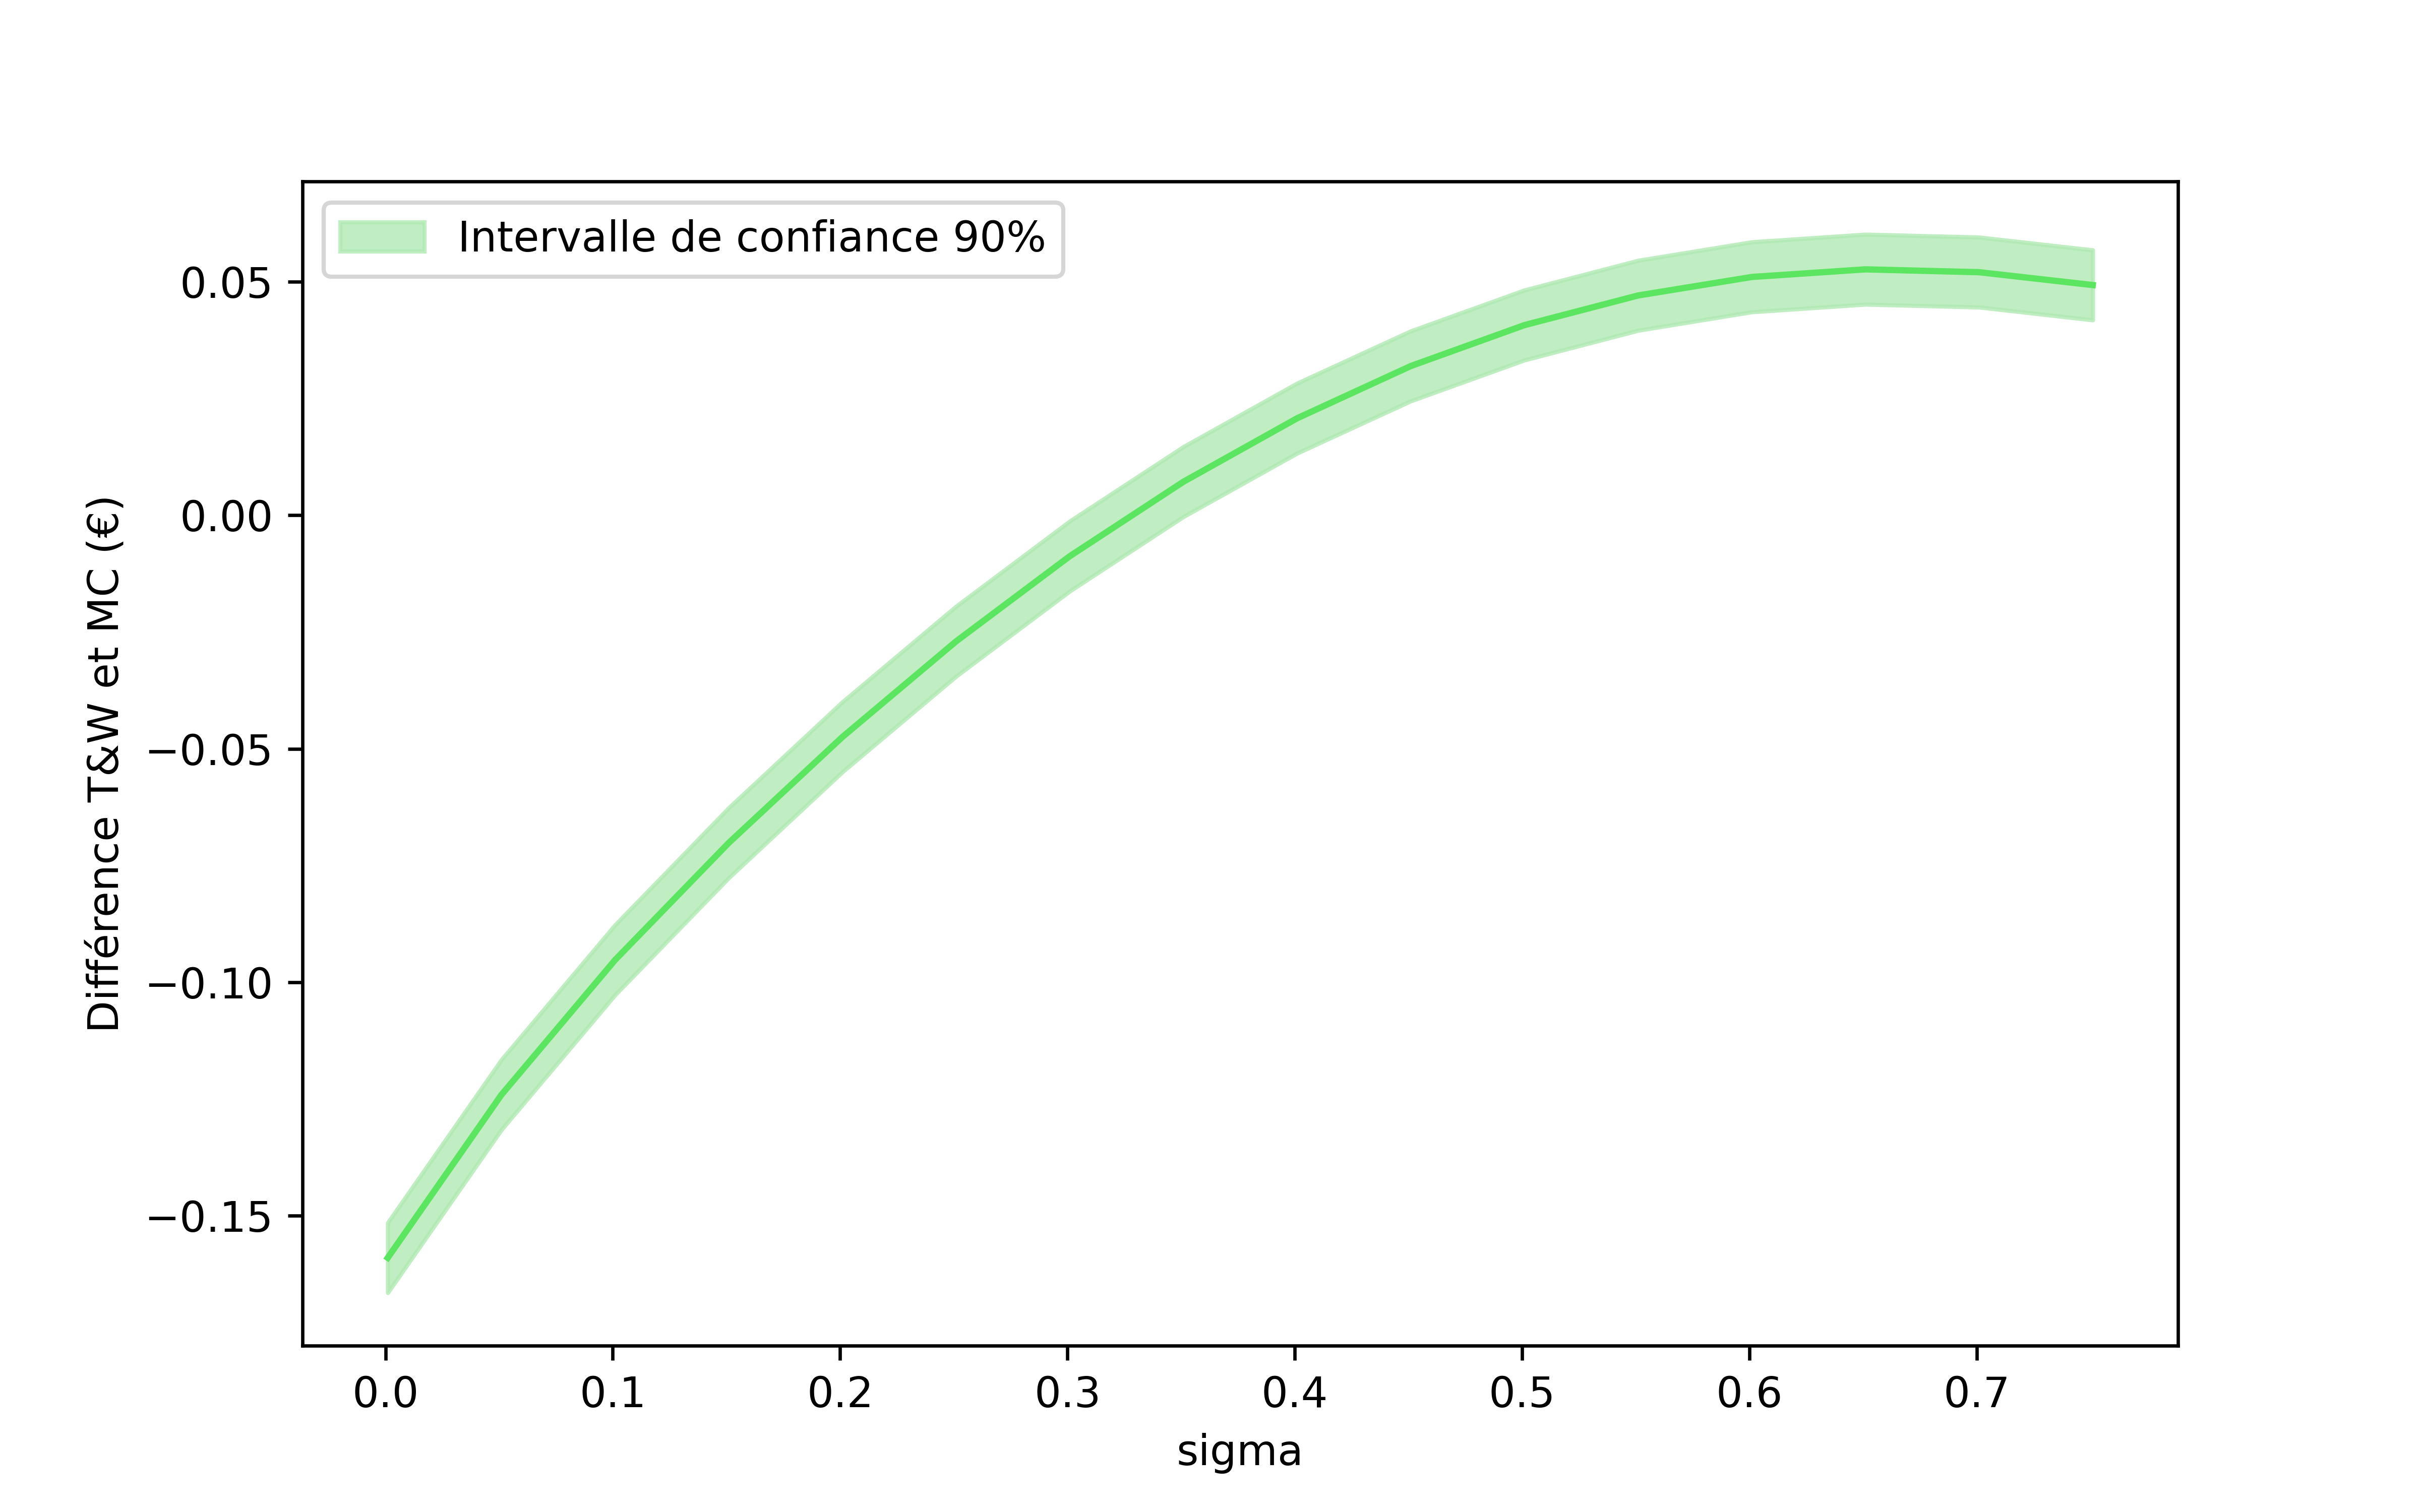 Intervalle de confiance 90%
0.05
0.00
−0.05
−0.10
−0.15
Différence T&W et MC (€)
0.0 0.1 0.2 0.3 0.4 0.5 0.6 0.7
sigma